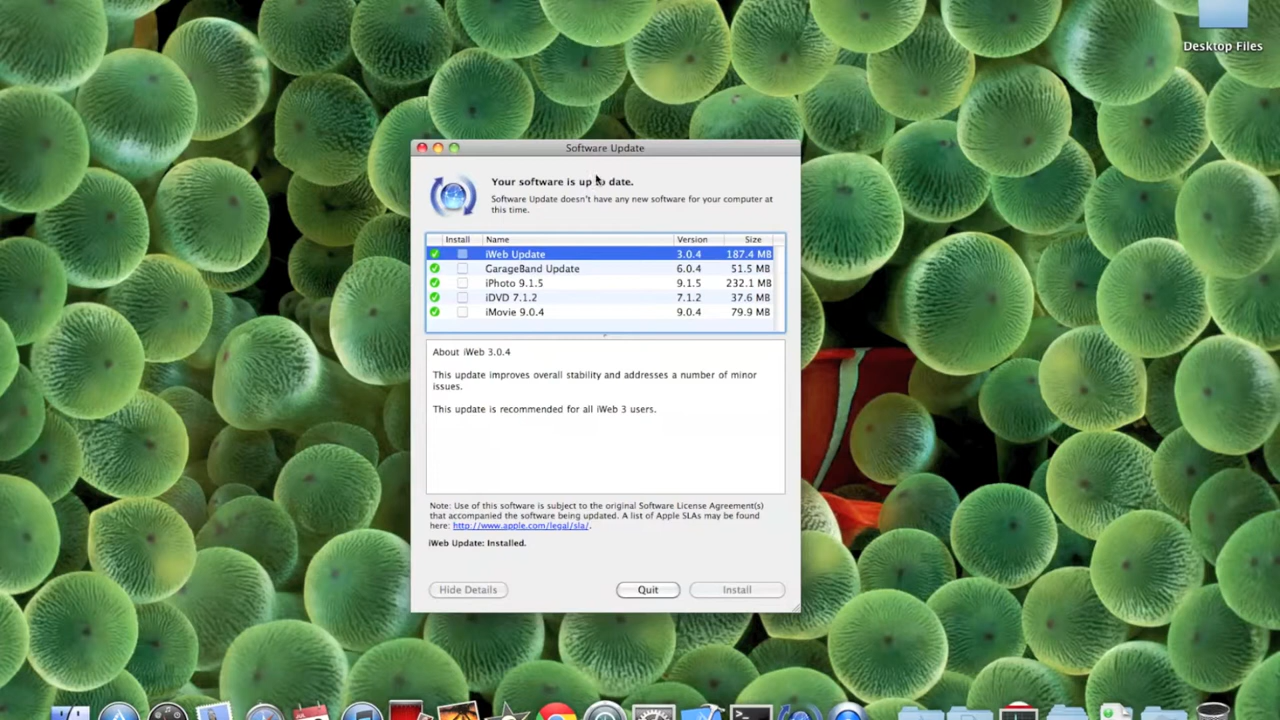 Desktop Files
Software Update
Your software is up to date.
Software Update doesn't have any new software for your computer at
this time.
Install Name Version Size
iWeb Update 3.0.4 187.4 MB
GarageBand Update 6.0.4 51.5 MB
iPhoto 9.1.5 9.1.5 232.1 MB
iDVD 7.1.2 7.1.2 37.6 MB
iMovie 9.0.4 9.0.4 79.9 MB
About iWeb 3.0.4
This update improves overall stability and addresses a number of minor
issues.
This update is recommended for all iWeb 3 users.
Note: Use of this software is subject to the original Software License Agreement(s)
that accompanied the software being updated. A list of Apple SLAs may be found
here: http://www.apple.com/legal/sla/.
iWeb Update: Installed.
Hide Details Quit Install